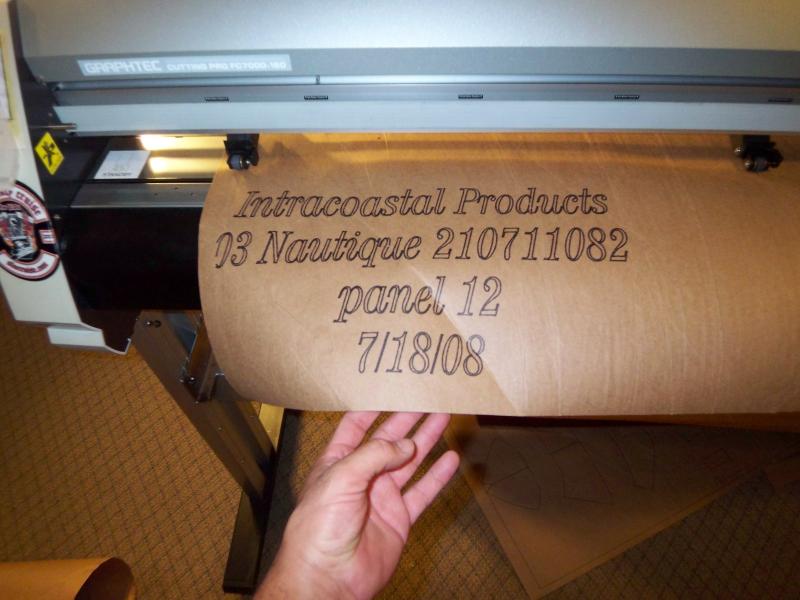 GRAPHTEC CUTTING PRO FC7000-160
Intracoastal Products
03 Nautique 210711082
panel 12
7/18/08